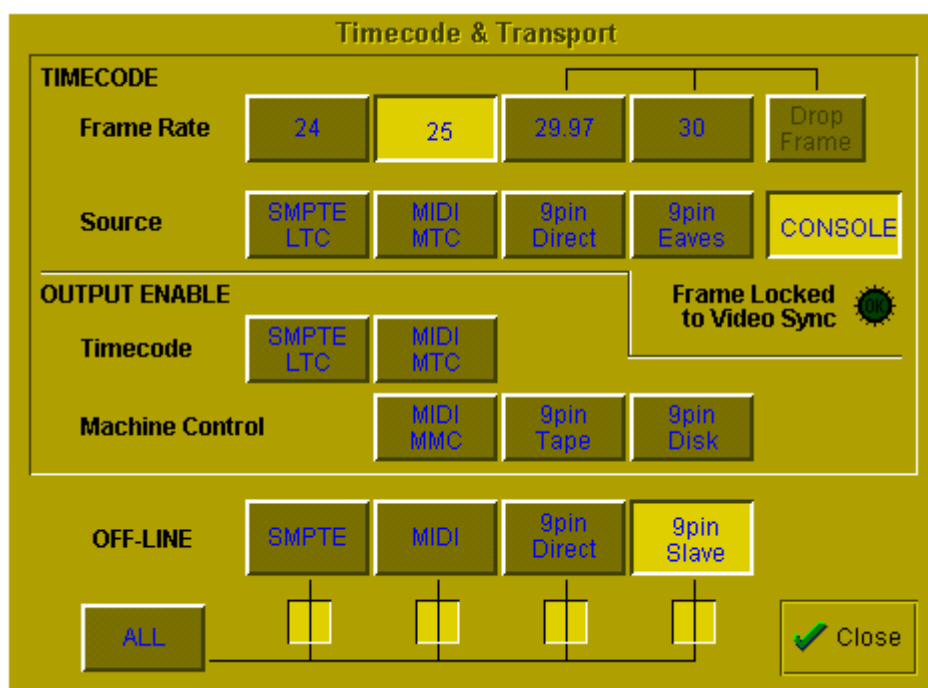 Timecode & Transport
TIMECODE
Frame Rate
24
25
29.97
30
Drop
Frame
Source
SMPTE
LTC
MIDI
MTC
9pin
Direct
9pin
Eaves
CONSOLE
OUTPUT ENABLE
Frame Locked
to Video Sync
OK
Timecode
SMPTE
LTC
MIDI
MTC
Machine Control
MIDI
MMC
9pin
Tape
9pin
Disk
OFF-LINE
SMPTE
MIDI
9pin
Direct
9pin
Slave
ALL
Close